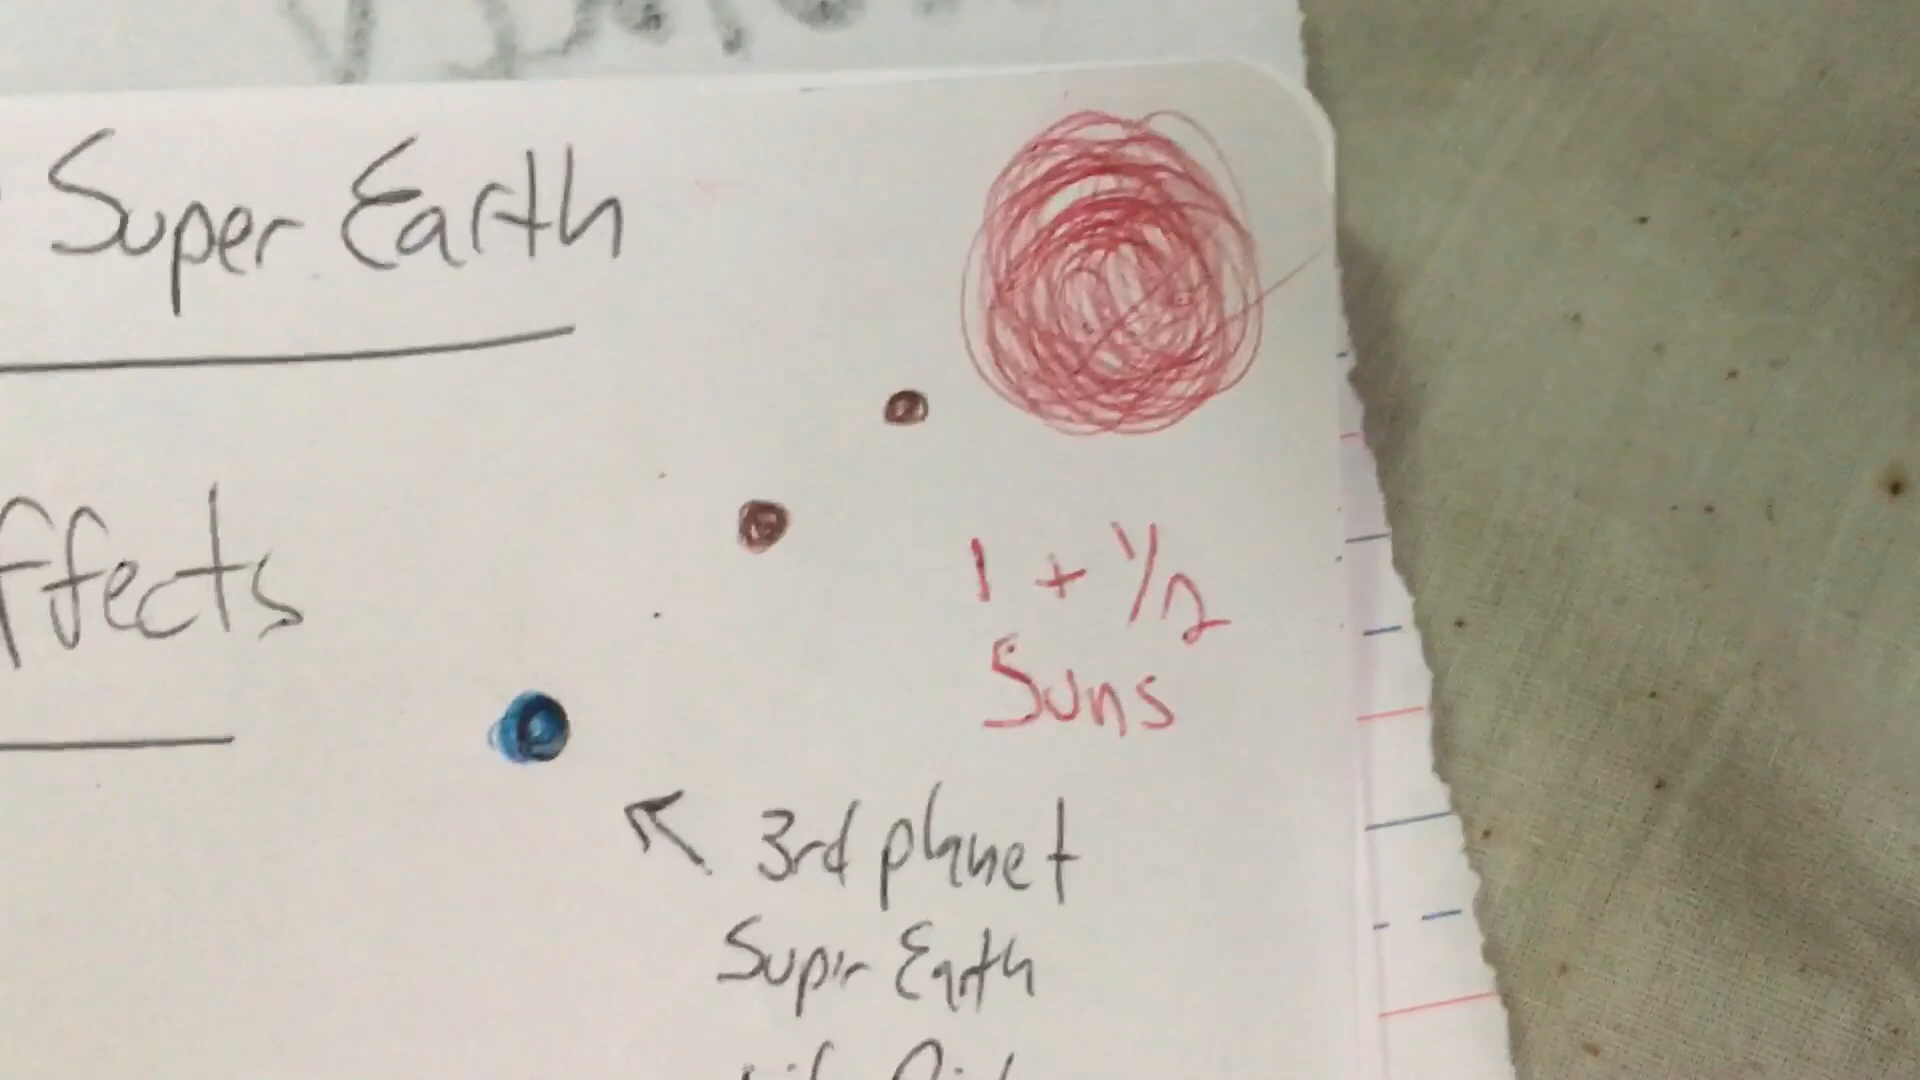 Super Earth
ffects
1 + 1/2
Suns
3rd planet
Supr Earth